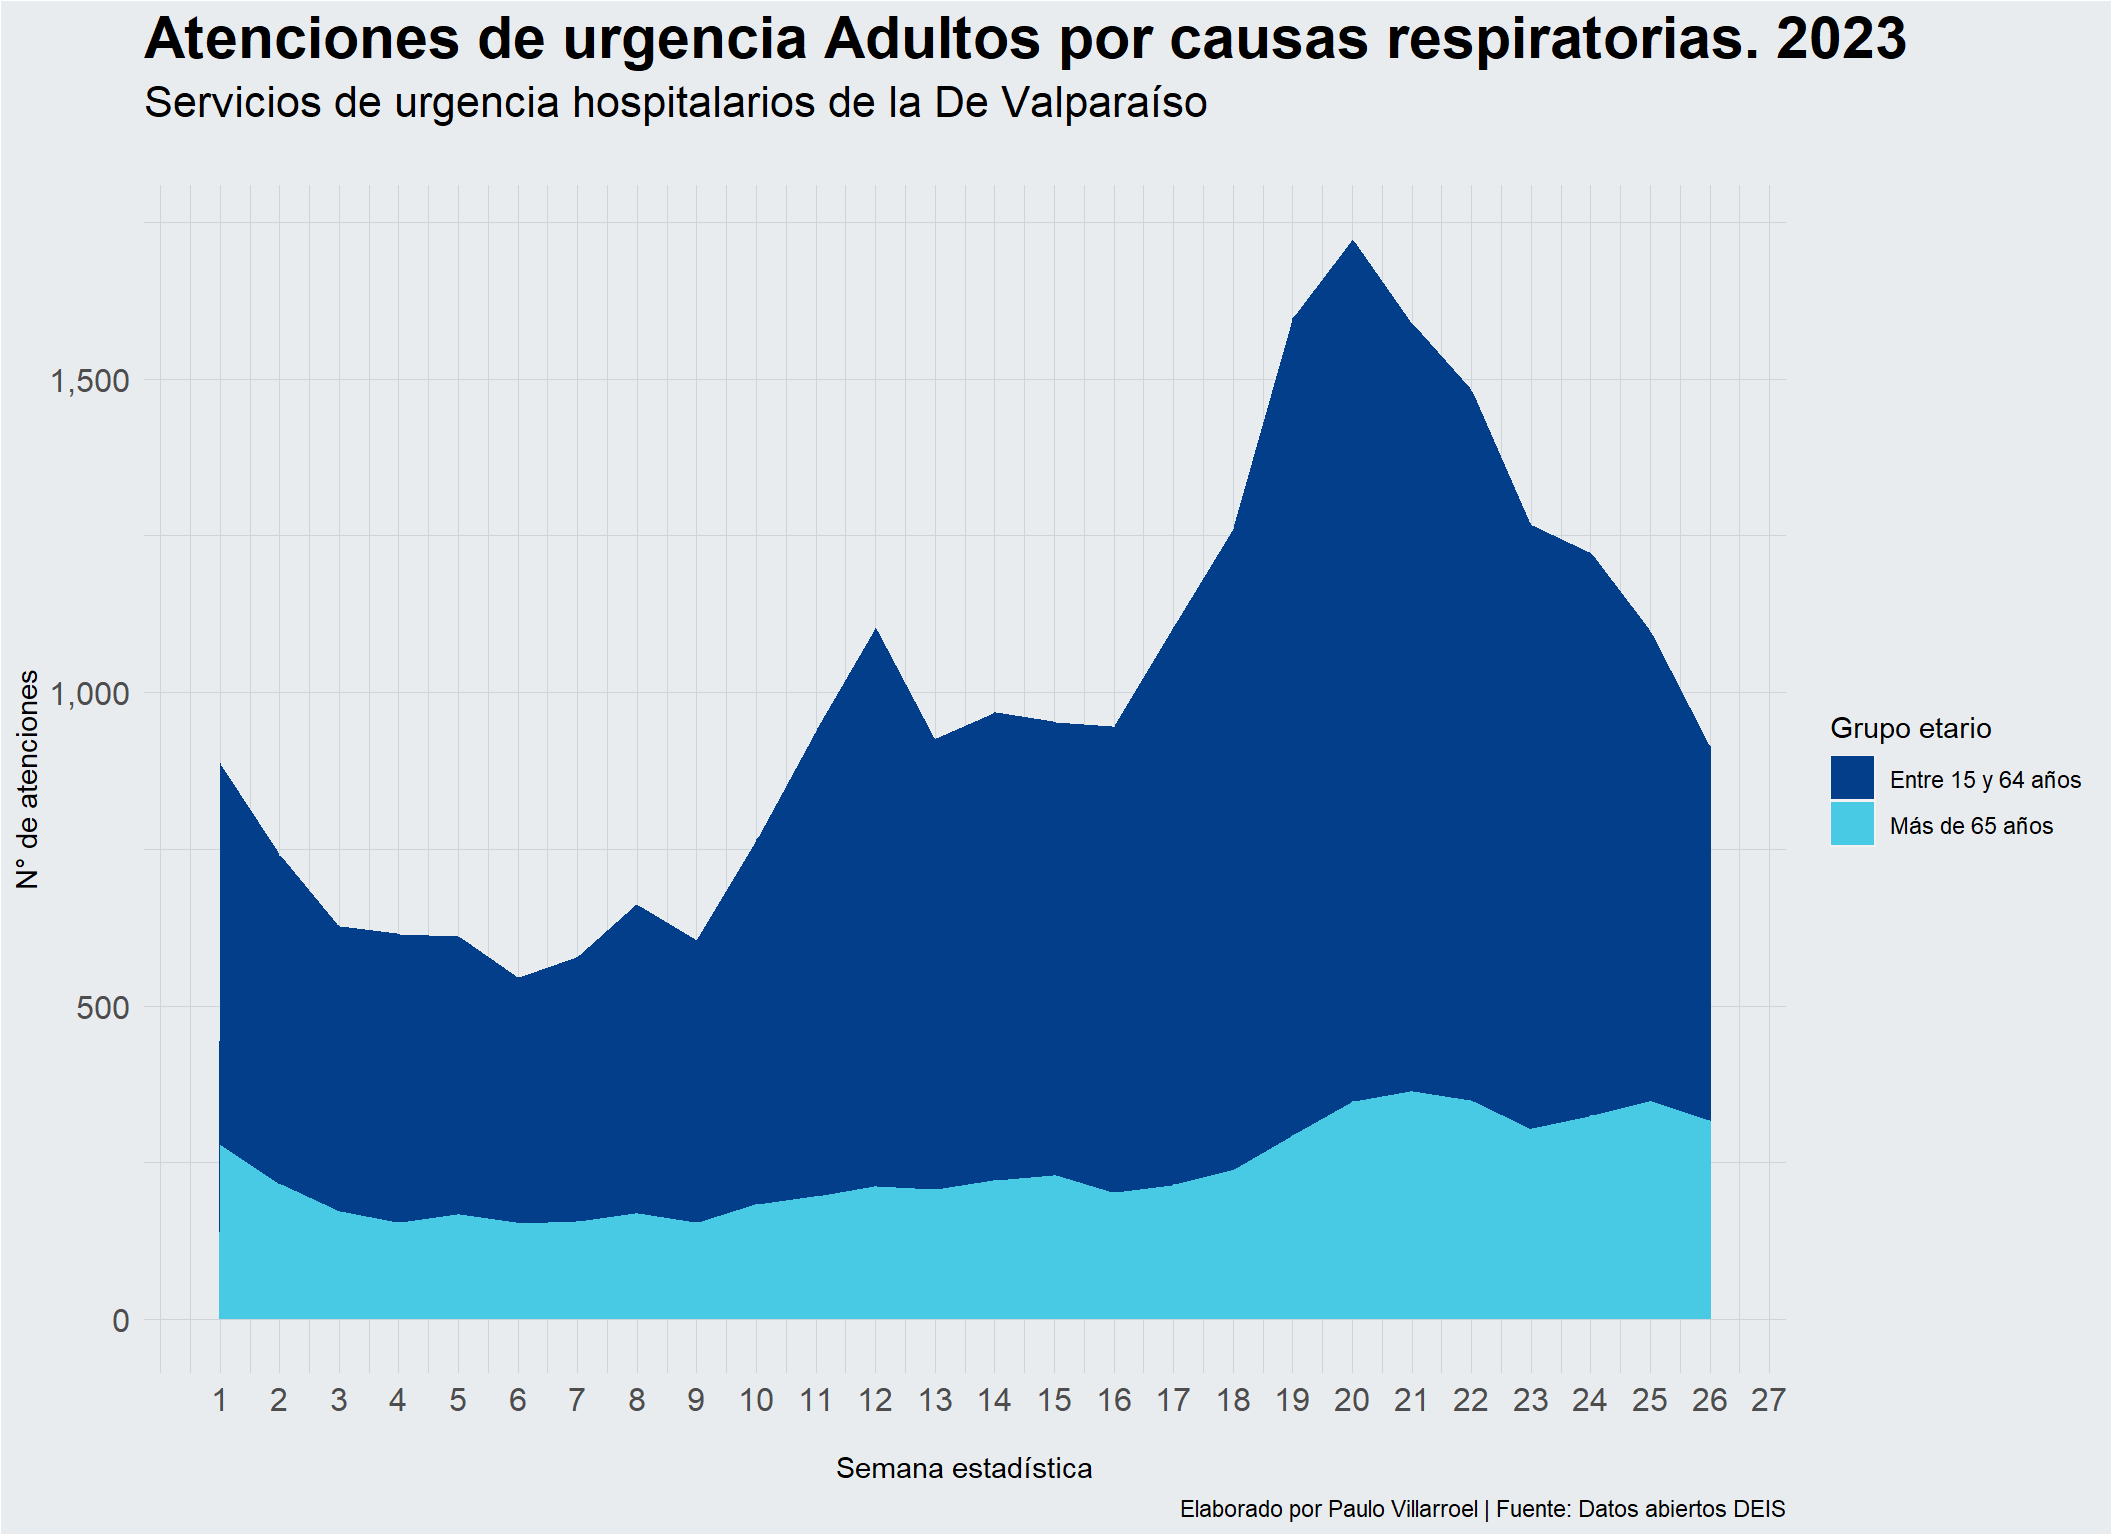 Atenciones de urgencia Adultos por causas respiratorias. 2023
Servicios de urgencia hospitalarios de la De Valparaíso
N° de atenciones
1,500
1,000
500
0
1 2 3 4 5 6 7 8 9 10 11 12 13 14 15 16 17 18 19 20 21 22 23 24 25 26 27
Semana estadística
Grupo etario
Entre 15 y 64 años
Más de 65 años
Elaborado por Paulo Villarroel | Fuente: Datos abiertos DEIS